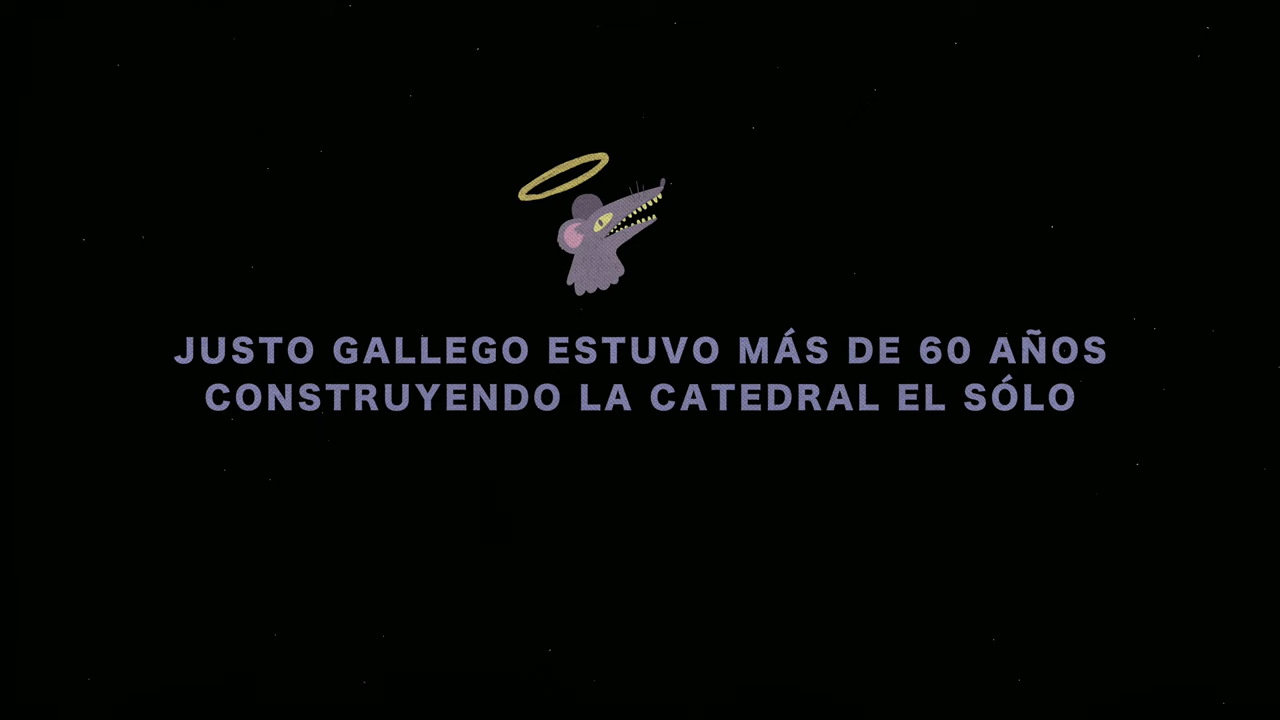 JUSTO GALLEGO ESTUVO MÁS DE 60 AÑOS
CONSTRUYENDO LA CATEDRAL EL SÓLO